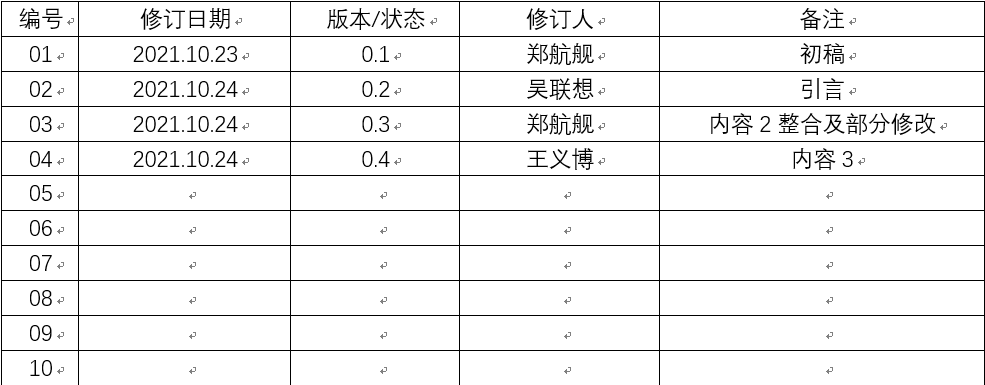 编号 修订日期 版本/状态 修订人 备注
01 2021.10.23 0.1 郑航舰 初稿
02 2021.10.24 0.2 吴联想 引言
03 2021.10.24 0.3 郑航舰 内容 2 整合及部分修改
04 2021.10.24 0.4 王义博 内容 3
05
06
07
08
09
10